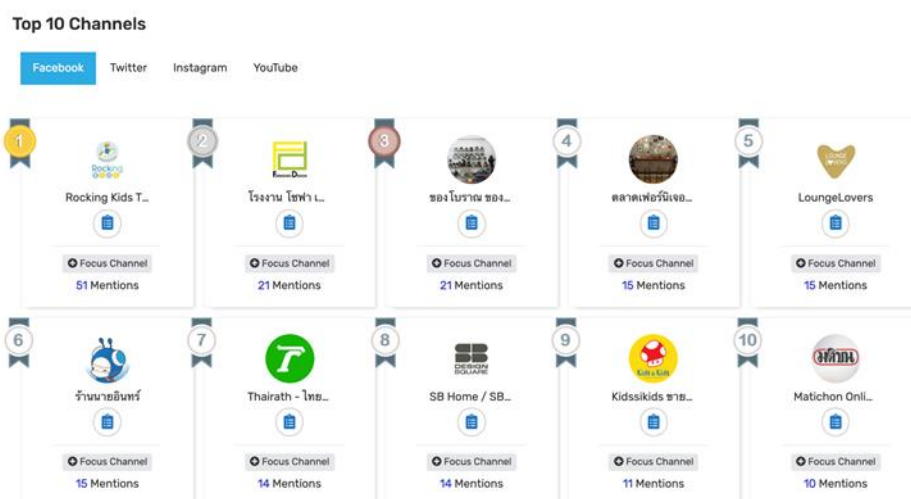 Top 10 Channels
Facebook Twitter Instagram YouTube
1
Rocking
Rocking Kids T...
Focus Channel
51 Mentions
2
โรงงาน โซฟา เ...
Focus Channel
21 Mentions
3
ของโบราณ ของ...
Focus Channel
21 Mentions
4
ตลาดเฟอร์นิเจอ...
Focus Channel
15 Mentions
5
LOUNGE
LOVERS
LoungeLovers
Focus Channel
15 Mentions
6
ร้านนายอินทร์
Focus Channel
15 Mentions
7
T
Thairath - ไทย...
Focus Channel
14 Mentions
8
SB
DESIGN
SQUARE
SB Home / SB...
Focus Channel
14 Mentions
9
Kids & Kids
Kidssikids ขาย...
Focus Channel
11 Mentions
10
มติชน
Matichon Onli...
Focus Channel
10 Mentions